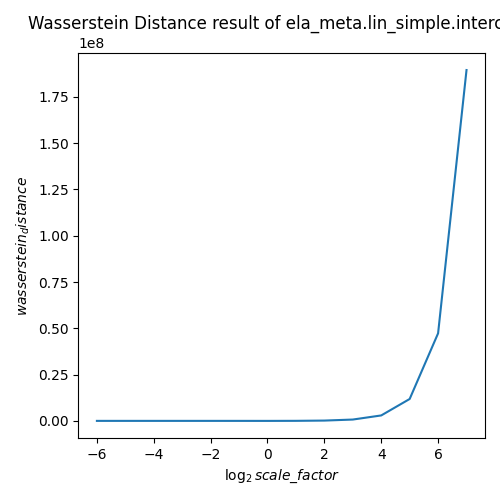 Wasserstein Distance result of ela_meta.lin_simple.interc
1e8
1.75
1.50
1.25
1.00
0.75
0.50
0.25
0.00
wasserstein_distance
−6 −4 −2 0 2 4 6
log₂ scale_factor